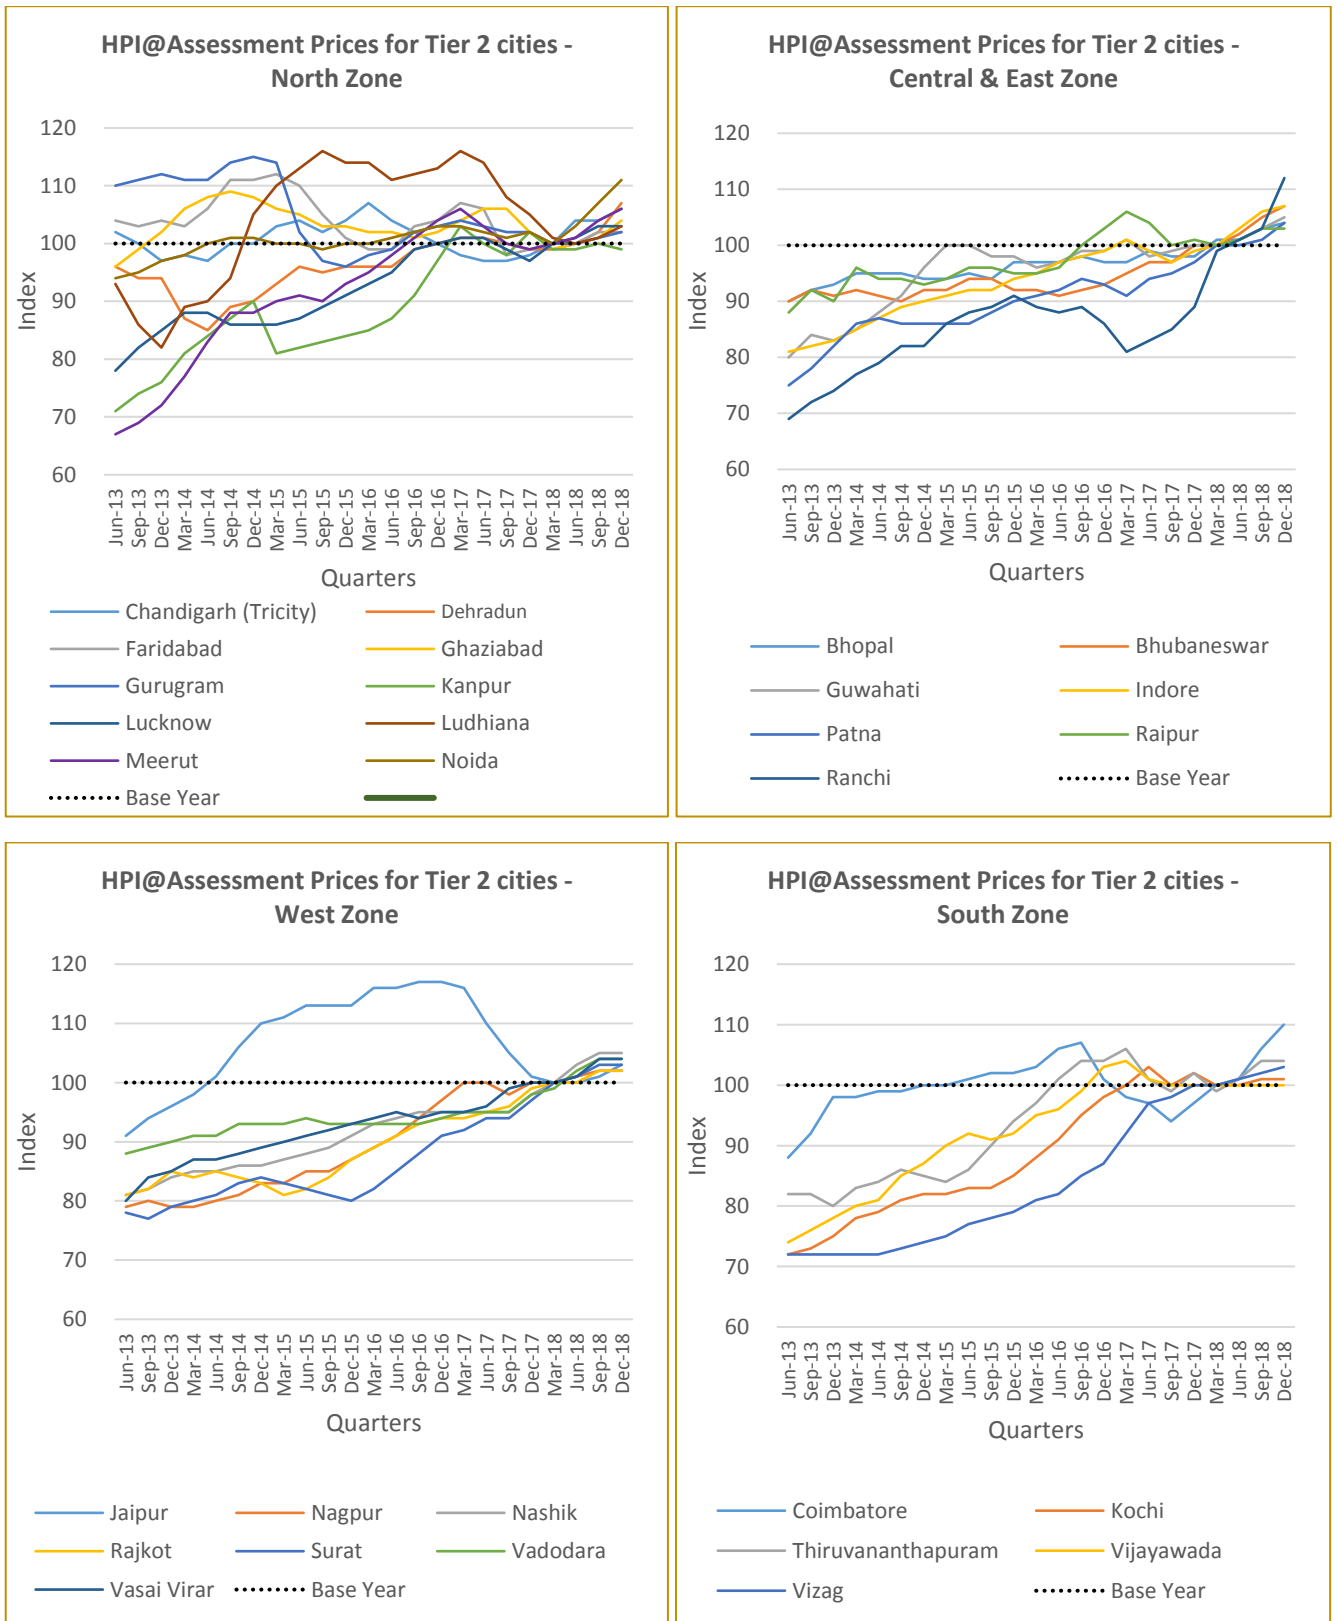 HPI@Assessment Prices for Tier 2 cities -
North Zone
120
110
100
90
80
70
60
Index
Jun-13
Sep-13
Dec-13
Mar-14
Jun-14
Sep-14
Dec-14
Mar-15
Jun-15
Sep-15
Dec-15
Mar-16
Jun-16
Sep-16
Dec-16
Mar-17
Jun-17
Sep-17
Dec-17
Mar-18
Jun-18
Sep-18
Dec-18
Quarters
Chandigarh (Tricity) Dehradun
Faridabad Ghaziabad
Gurugram Kanpur
Lucknow Ludhiana
Meerut Noida
Base Year
HPI@Assessment Prices for Tier 2 cities -
Central & East Zone
120
110
100
90
80
70
60
Index
Jun-13
Sep-13
Dec-13
Mar-14
Jun-14
Sep-14
Dec-14
Mar-15
Jun-15
Sep-15
Dec-15
Mar-16
Jun-16
Sep-16
Dec-16
Mar-17
Jun-17
Sep-17
Dec-17
Mar-18
Jun-18
Sep-18
Dec-18
Quarters
Bhopal Bhubaneswar
Guwahati Indore
Patna Raipur
Ranchi Base Year
HPI@Assessment Prices for Tier 2 cities -
West Zone
120
110
100
90
80
70
60
Index
Jun-13
Sep-13
Dec-13
Mar-14
Jun-14
Sep-14
Dec-14
Mar-15
Jun-15
Sep-15
Dec-15
Mar-16
Jun-16
Sep-16
Dec-16
Mar-17
Jun-17
Sep-17
Dec-17
Mar-18
Jun-18
Sep-18
Dec-18
Quarters
Jaipur Nagpur Nashik
Rajkot Surat Vadodara
Vasai Virar Base Year
HPI@Assessment Prices for Tier 2 cities -
South Zone
120
110
100
90
80
70
60
Index
Jun-13
Sep-13
Dec-13
Mar-14
Jun-14
Sep-14
Dec-14
Mar-15
Jun-15
Sep-15
Dec-15
Mar-16
Jun-16
Sep-16
Dec-16
Mar-17
Jun-17
Sep-17
Dec-17
Mar-18
Jun-18
Sep-18
Dec-18
Quarters
Coimbatore Kochi
Thiruvananthapuram Vijayawada
Vizag Base Year